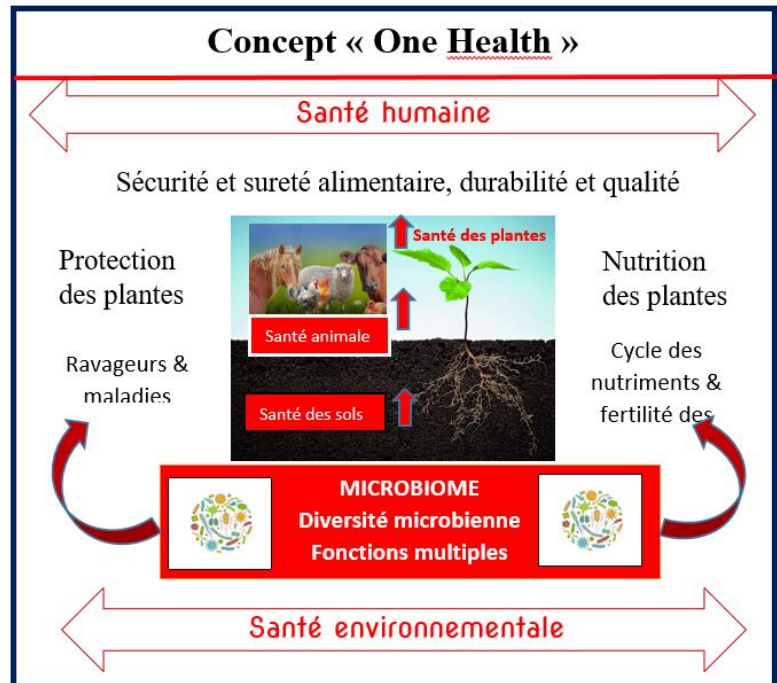 Concept « One Health »
Santé humaine
Sécurité et sureté alimentaire, durabilité et qualité
Protection
des plantes
Ravageurs &
maladies
Santé des plantes
Santé animale
Santé des sols
Nutrition
des plantes
Cycle des
nutriments &
fertilité des
MICROBIOME
Diversité microbienne
Fonctions multiples
Santé environnementale